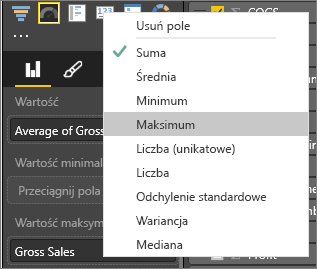 123
...
COGS
Usuń pole
Suma
Średnia
Minimum
Maksimum
Liczba (unikatowe)
Liczba
Odchylenie standardowe
Wariancja
Mediana
Wartość
Average of Gross
Wartość minimal
Przeciągnij pola
Wartość maksym
Gross Sales
Profit